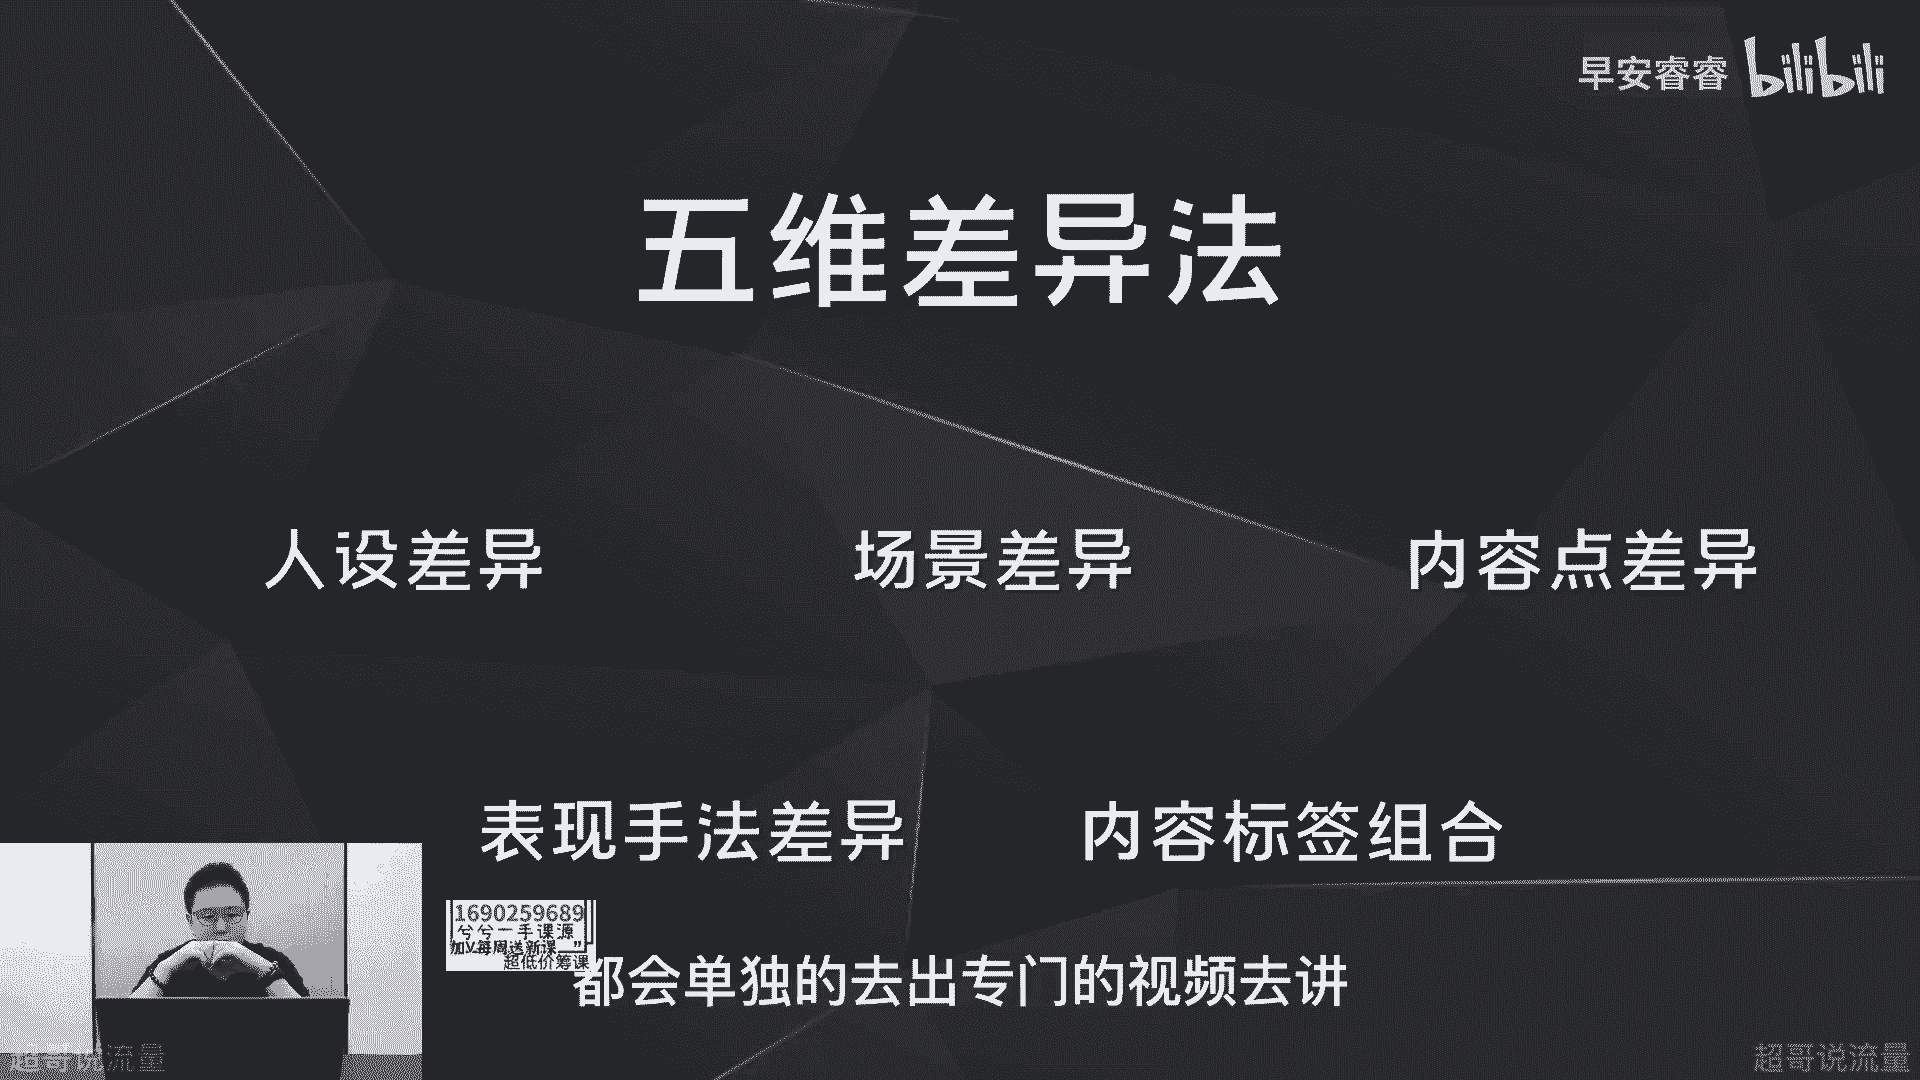 早安睿睿 bilibili
五维差异法
人设差异 场景差异 内容点差异
表现手法差异 内容标签组合
1690259689
兮兮一手课源
加V每周送新课
超低价筹课
都会单独的去出专门的视频去讲
超哥说流量 超哥说流量